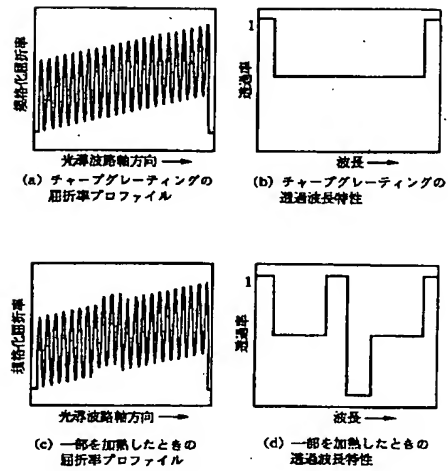 規格化屈折率
光導波路軸方向
(a) チャープグレーティングの
屈折率プロファイル
1
透過率
波長
(b) チャープグレーティングの
透過波長特性
規格化屈折率
光導波路軸方向
(c) 一部を加熱したときの
屈折率プロファイル
1
透過率
波長
(d) 一部を加熱したときの
透過波長特性